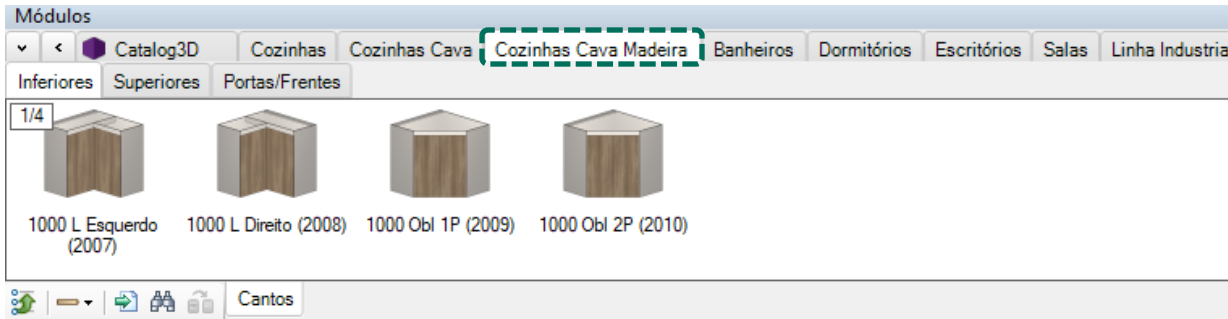 Módulos
Catalog3D Cozinhas Cozinhas Cava Cozinhas Cava Madeira Banheiros Dormitórios Escritórios Salas Linha Industria
Inferiores Superiores Portas/Frentes
1/4
1000 L Esquerdo (2007) 1000 L Direito (2008) 1000 Obl 1P (2009) 1000 Obl 2P (2010)
Cantos